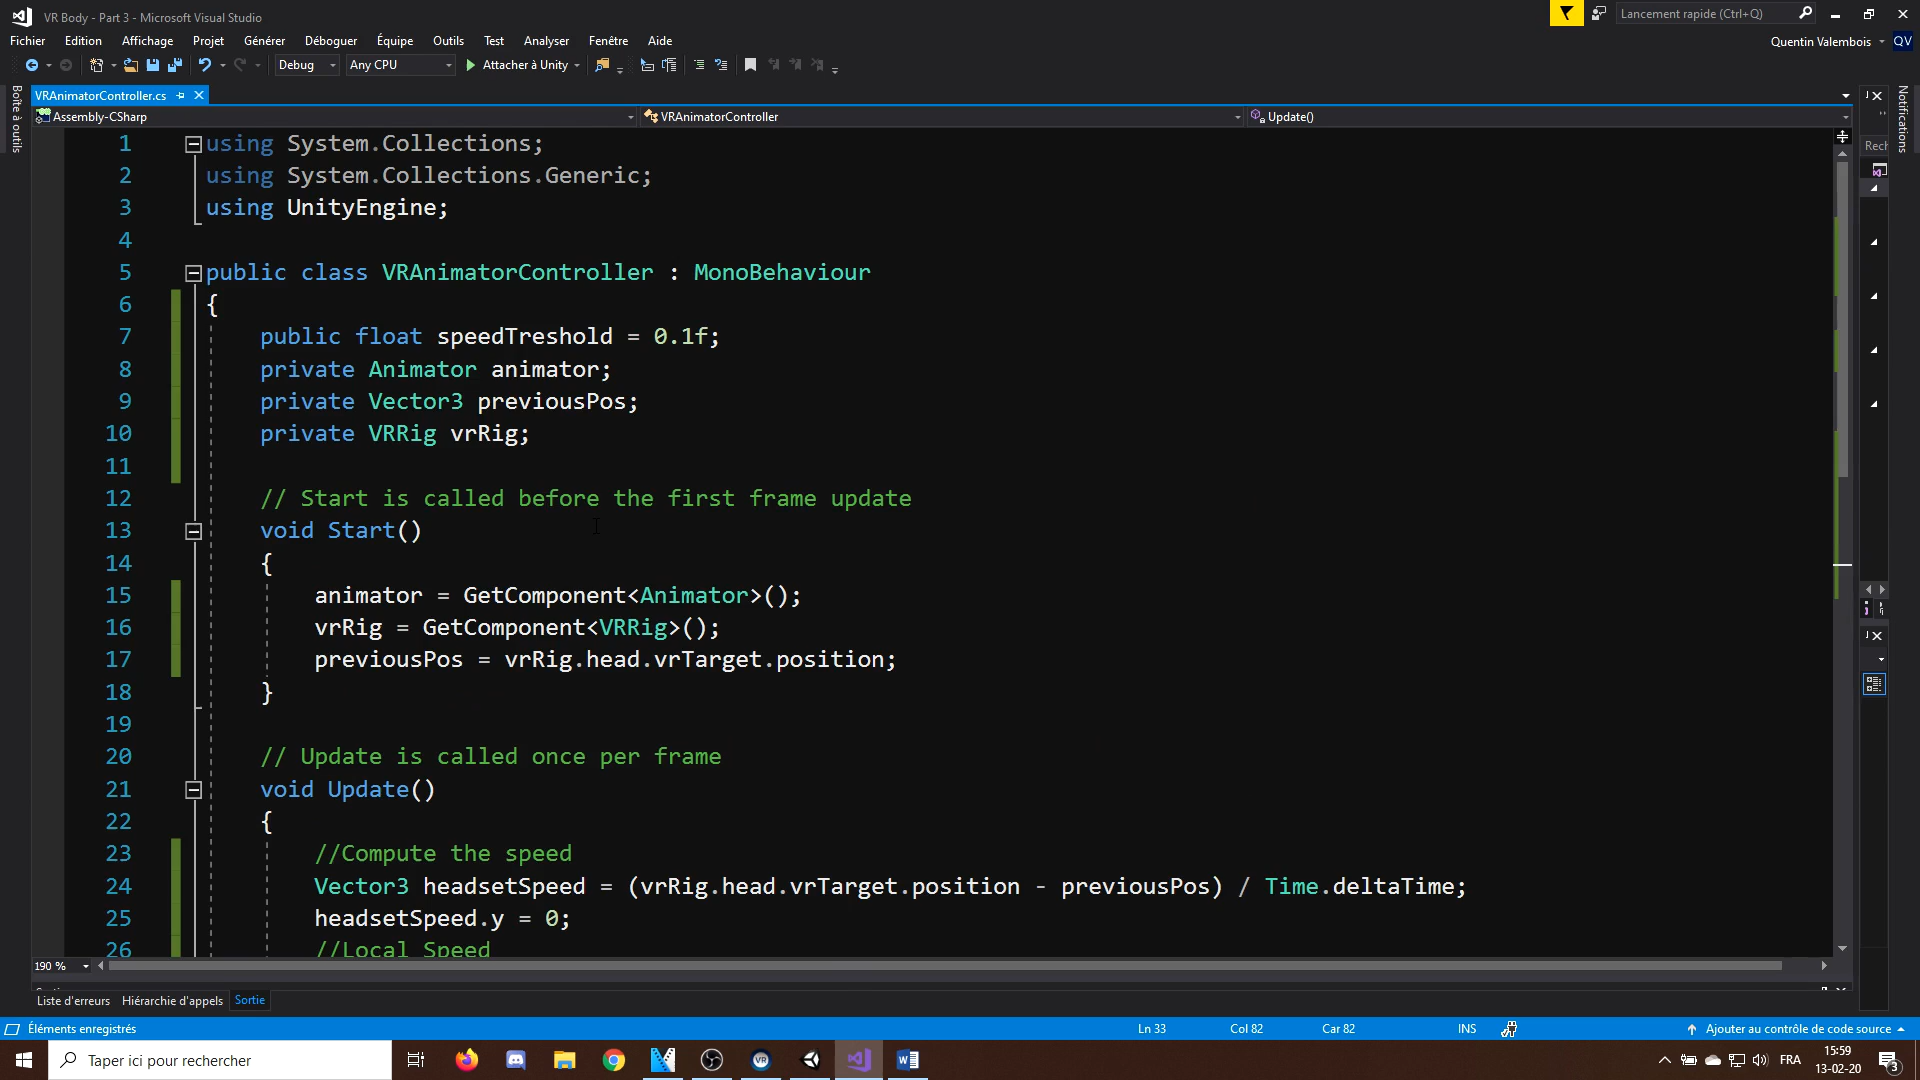 VR Body - Part 3 - Microsoft Visual Studio
Lancement rapide (Ctrl+Q)
Fichier Edition Affichage Projet Générer Déboguer Équipe Outils Test Analyser Fenêtre Aide
Quentin Valembois QV
Debug Any CPU Attacher à Unity
Boîte à outils
VRAnimatorController.cs
Notifications
Assembly-CSharp VRAnimatorController Update()
Rech
1 using System.Collections;
2 using System.Collections.Generic;
3 using UnityEngine;
4
5 public class VRAnimatorController : MonoBehaviour
6 {
7 public float speedTreshold = 0.1f;
8 private Animator animator;
9 private Vector3 previousPos;
10 private VRRig vrRig;
11
12 // Start is called before the first frame update
13 void Start()
14 {
15 animator = GetComponent<Animator>();
16 vrRig = GetComponent<VRRig>();
17 previousPos = vrRig.head.vrTarget.position;
18 }
19
20 // Update is called once per frame
21 void Update()
22 {
23 //Compute the speed
24 Vector3 headsetSpeed = (vrRig.head.vrTarget.position - previousPos) / Time.deltaTime;
25 headsetSpeed.y = 0;
26 //Local Speed
190 %
Liste d'erreurs Hiérarchie d'appels Sortie
Éléments enregistrés Ln 33 Col 82 Car 82 INS Ajouter au contrôle de code source
Taper ici pour rechercher
FRA
15:59
13-02-20
3